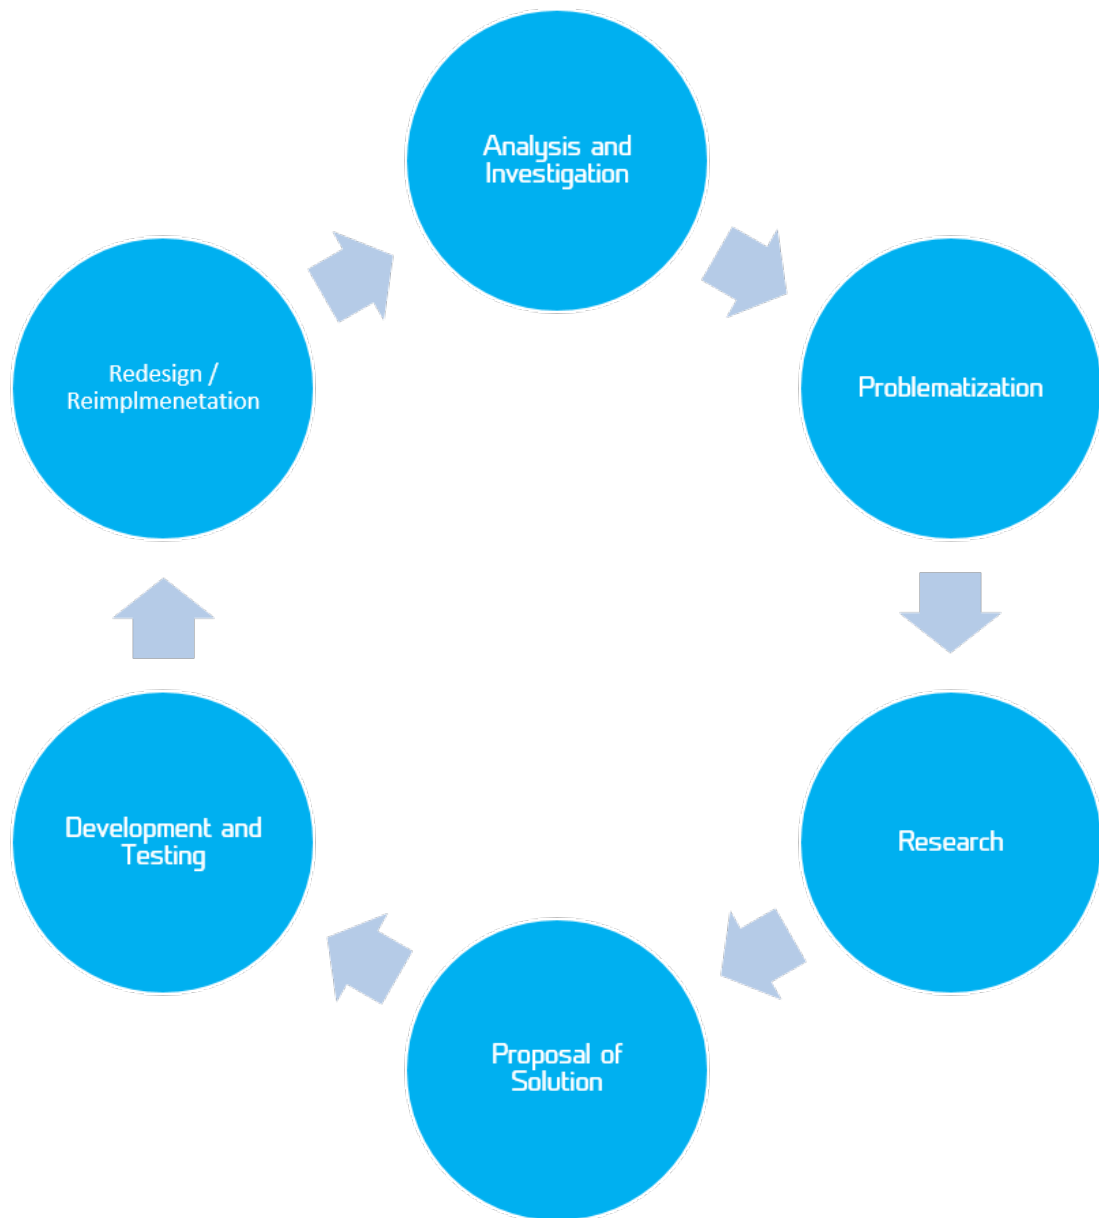 Analysis and
Investigation
Problematization
Research
Proposal of
Solution
Development and
Testing
Redesign /
Reimplmenetation